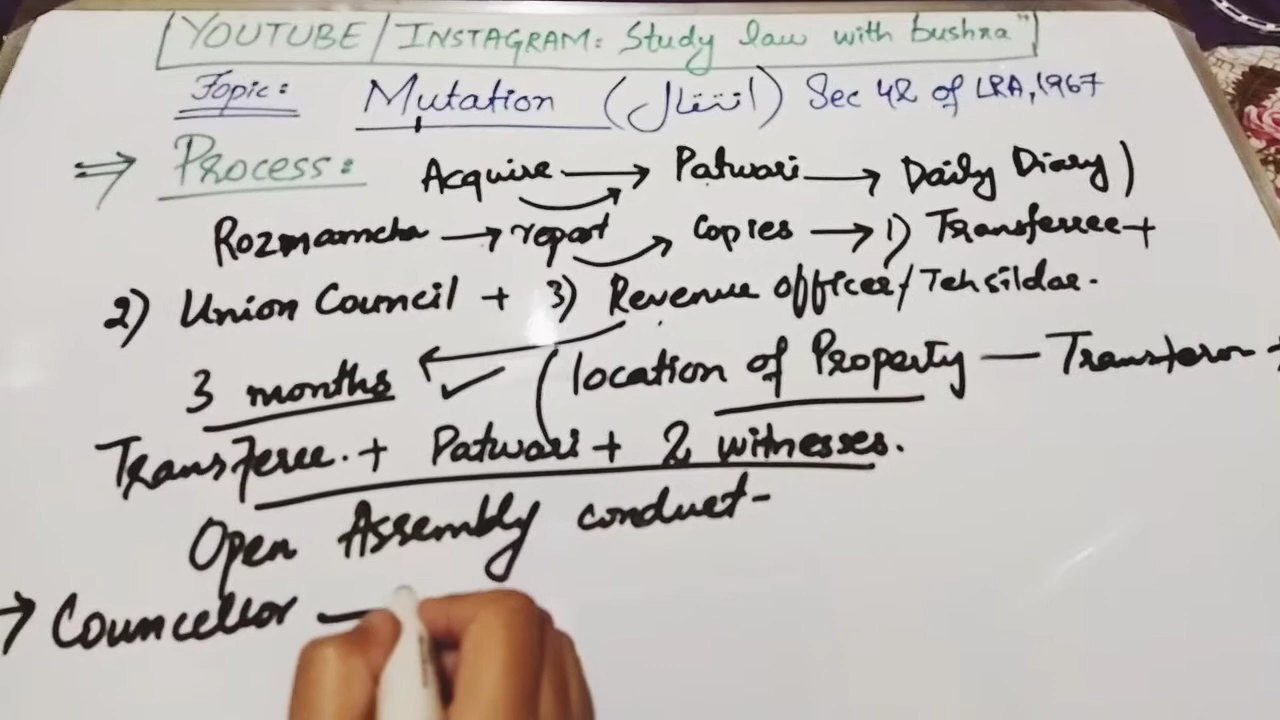 [YOUTUBE/INSTAGRAM: Study law with bushra"]
Topic: Mutation (انتقال) Sec 42 of LRA, 1967
⇒ Process: Acquire → Patwari → Daily Diary)
Rozmamcha → report → Copies → 1) Transferree +
2) Union Council + 3) Revenue officer/Tehsildar.
3 months ✓ (location of Property — Transferor +
Transferee. + Patwari + 2 witnesses.
Open Assembly conduct-
→ Councellor —